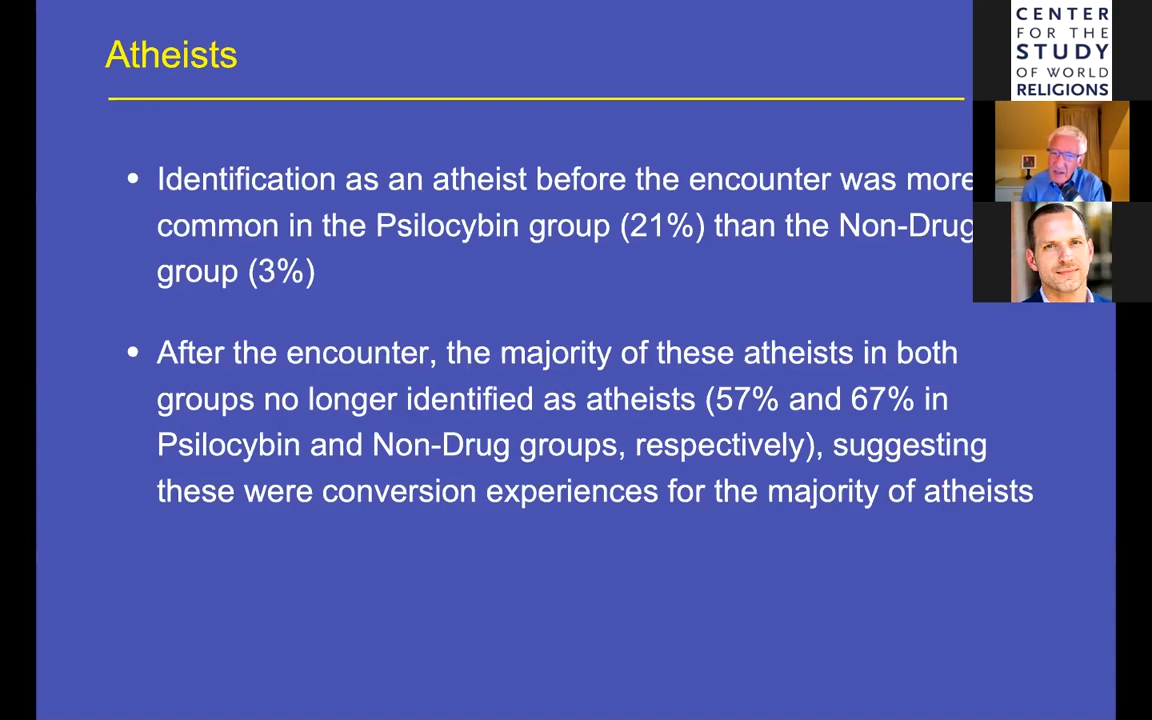 Atheists
• Identification as an atheist before the encounter was more
common in the Psilocybin group (21%) than the Non-Drug
group (3%)
• After the encounter, the majority of these atheists in both
groups no longer identified as atheists (57% and 67% in
Psilocybin and Non-Drug groups, respectively), suggesting
these were conversion experiences for the majority of atheists
CENTER
FOR THE
STUDY
OF WORLD
RELIGIONS